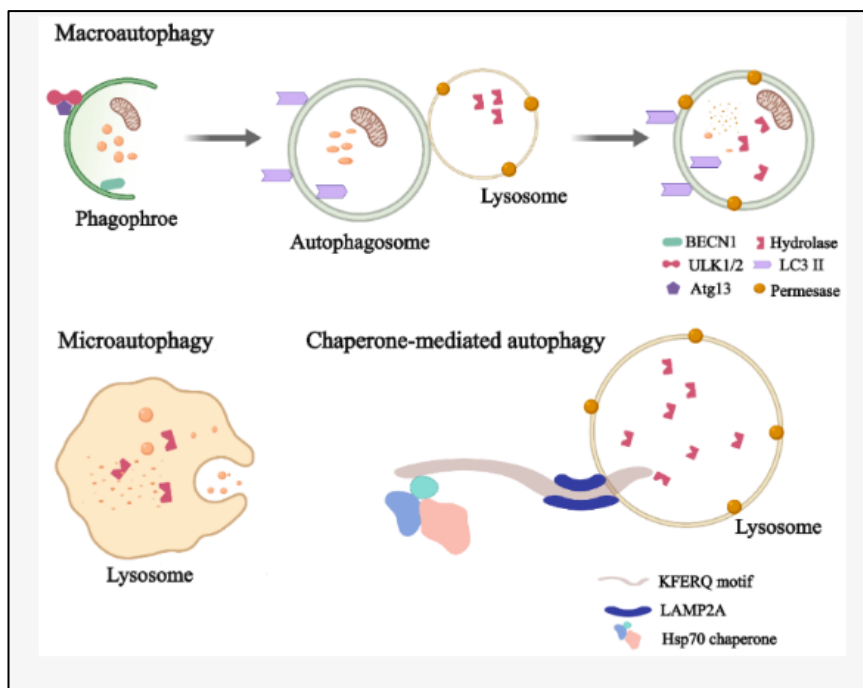 Macroautophagy
Phagophroe
Autophagosome
Lysosome
BECN1
Hydrolase
ULK1/2
LC3 II
Atg13
Permesase
Microautophagy
Chaperone-mediated autophagy
Lysosome
Lysosome
KFERQ motif
LAMP2A
Hsp70 chaperone